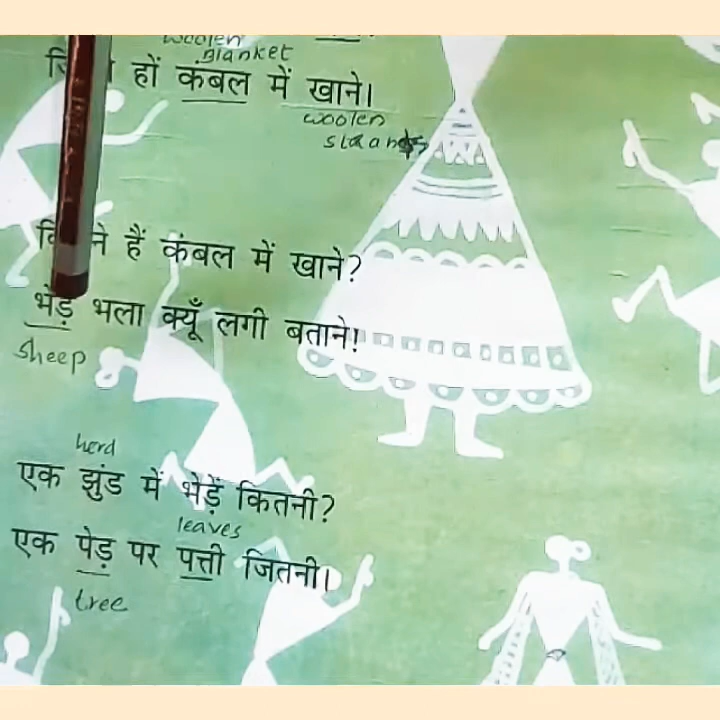 woolen
Blanket
हों कंबल में खाने।
woolen
हैं कंबल में खाने?
भेड़ भला क्यूँ लगी बताने!
sheep
herd
एक झुंड में भेड़ें कितनी?
leaves
एक पेड़ पर पत्ती जितनी।
tree